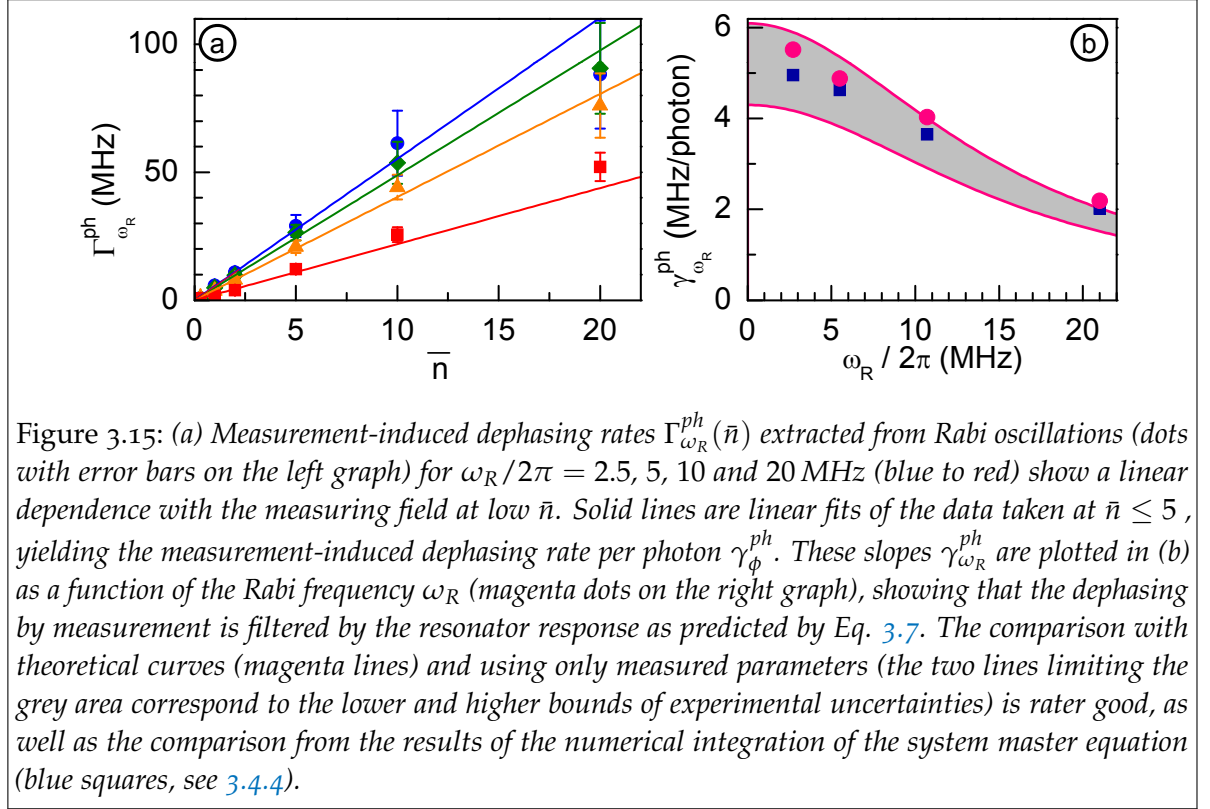 a
b
100
50
0
Γ^ph_ω_R (MHz)
0 5 10 15 20
n̄
6
4
2
0
γ^ph_ω_R (MHz/photon)
0 5 10 15 20
ω_R / 2π (MHz)
Figure 3.15: (a) Measurement-induced dephasing rates Γ^ph_ω_R(n̄) extracted from Rabi oscillations (dots
with error bars on the left graph) for ω_R/2π = 2.5, 5, 10 and 20 MHz (blue to red) show a linear
dependence with the measuring field at low n̄. Solid lines are linear fits of the data taken at n̄ ≤ 5 ,
yielding the measurement-induced dephasing rate per photon γ^ph_ϕ. These slopes γ^ph_ω_R are plotted in (b)
as a function of the Rabi frequency ω_R (magenta dots on the right graph), showing that the dephasing
by measurement is filtered by the resonator response as predicted by Eq. 3.7. The comparison with
theoretical curves (magenta lines) and using only measured parameters (the two lines limiting the
grey area correspond to the lower and higher bounds of experimental uncertainties) is rater good, as
well as the comparison from the results of the numerical integration of the system master equation
(blue squares, see 3.4.4).